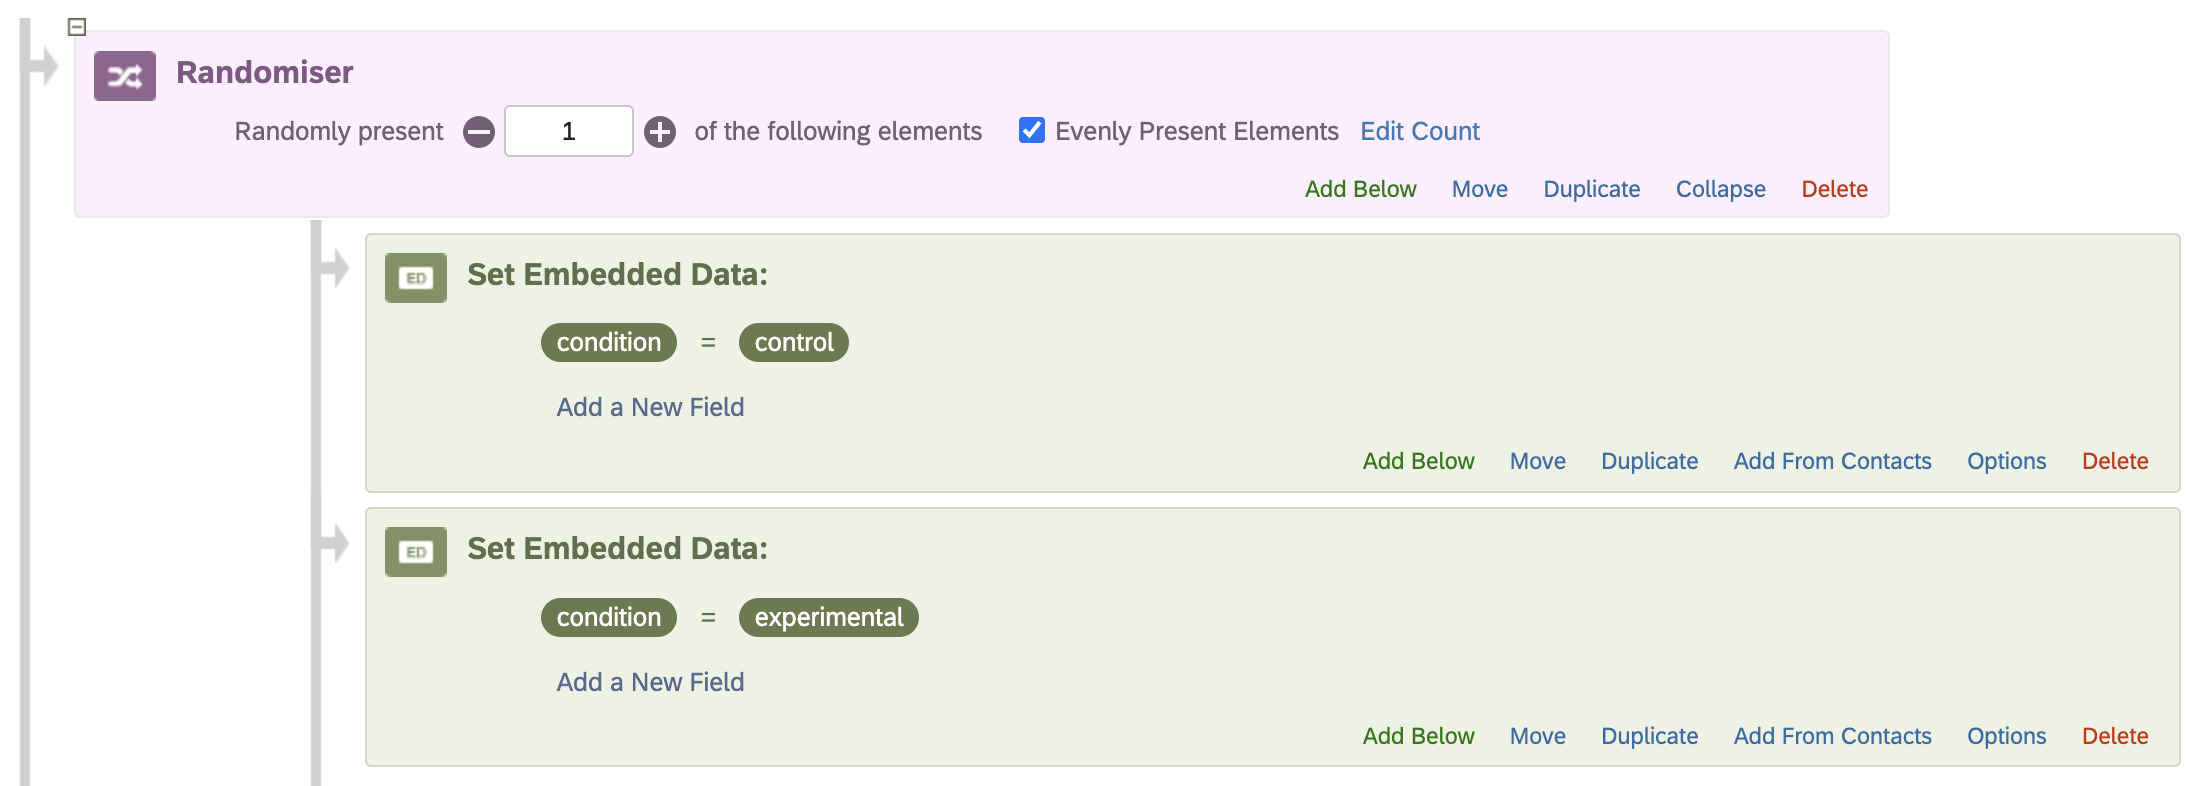 Randomiser
Randomly present 1 of the following elements Evenly Present Elements Edit Count
Add Below Move Duplicate Collapse Delete
ED Set Embedded Data:
condition = control
Add a New Field
Add Below Move Duplicate Add From Contacts Options Delete
ED Set Embedded Data:
condition = experimental
Add a New Field
Add Below Move Duplicate Add From Contacts Options Delete